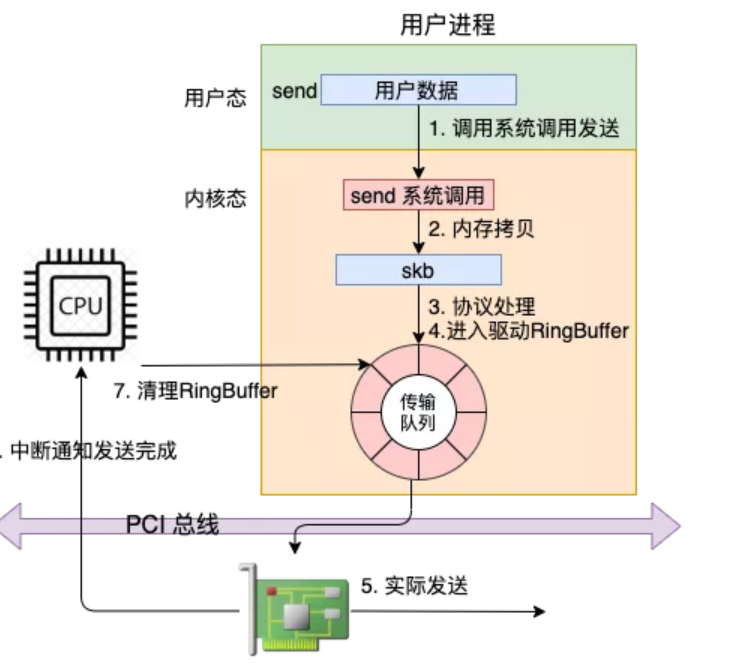 用户进程
用户态
send
用户数据
1. 调用系统调用发送
内核态
send 系统调用
2. 内存拷贝
skb
CPU
3. 协议处理
4.进入驱动RingBuffer
7. 清理RingBuffer
传输
队列
. 中断通知发送完成
PCI 总线
5. 实际发送